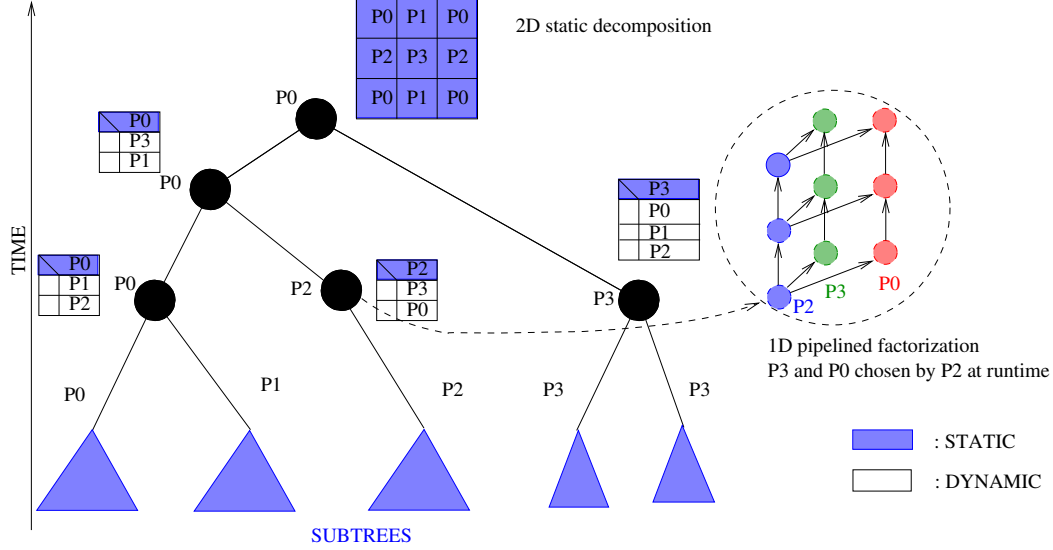 P0 P1 P0
2D static decomposition
P2 P3 P2
P0 P1 P0
P0
P0
P3
P1
P0
P3
P0
P1
P2
P0
P1
P2
P0
P2
P2
P3
P0
P3
P2
P3
P0
TIME
1D pipelined factorization
P3 and P0 chosen by P2 at runtime
P0
P1
P2
P3
P3
: STATIC
: DYNAMIC
SUBTREES